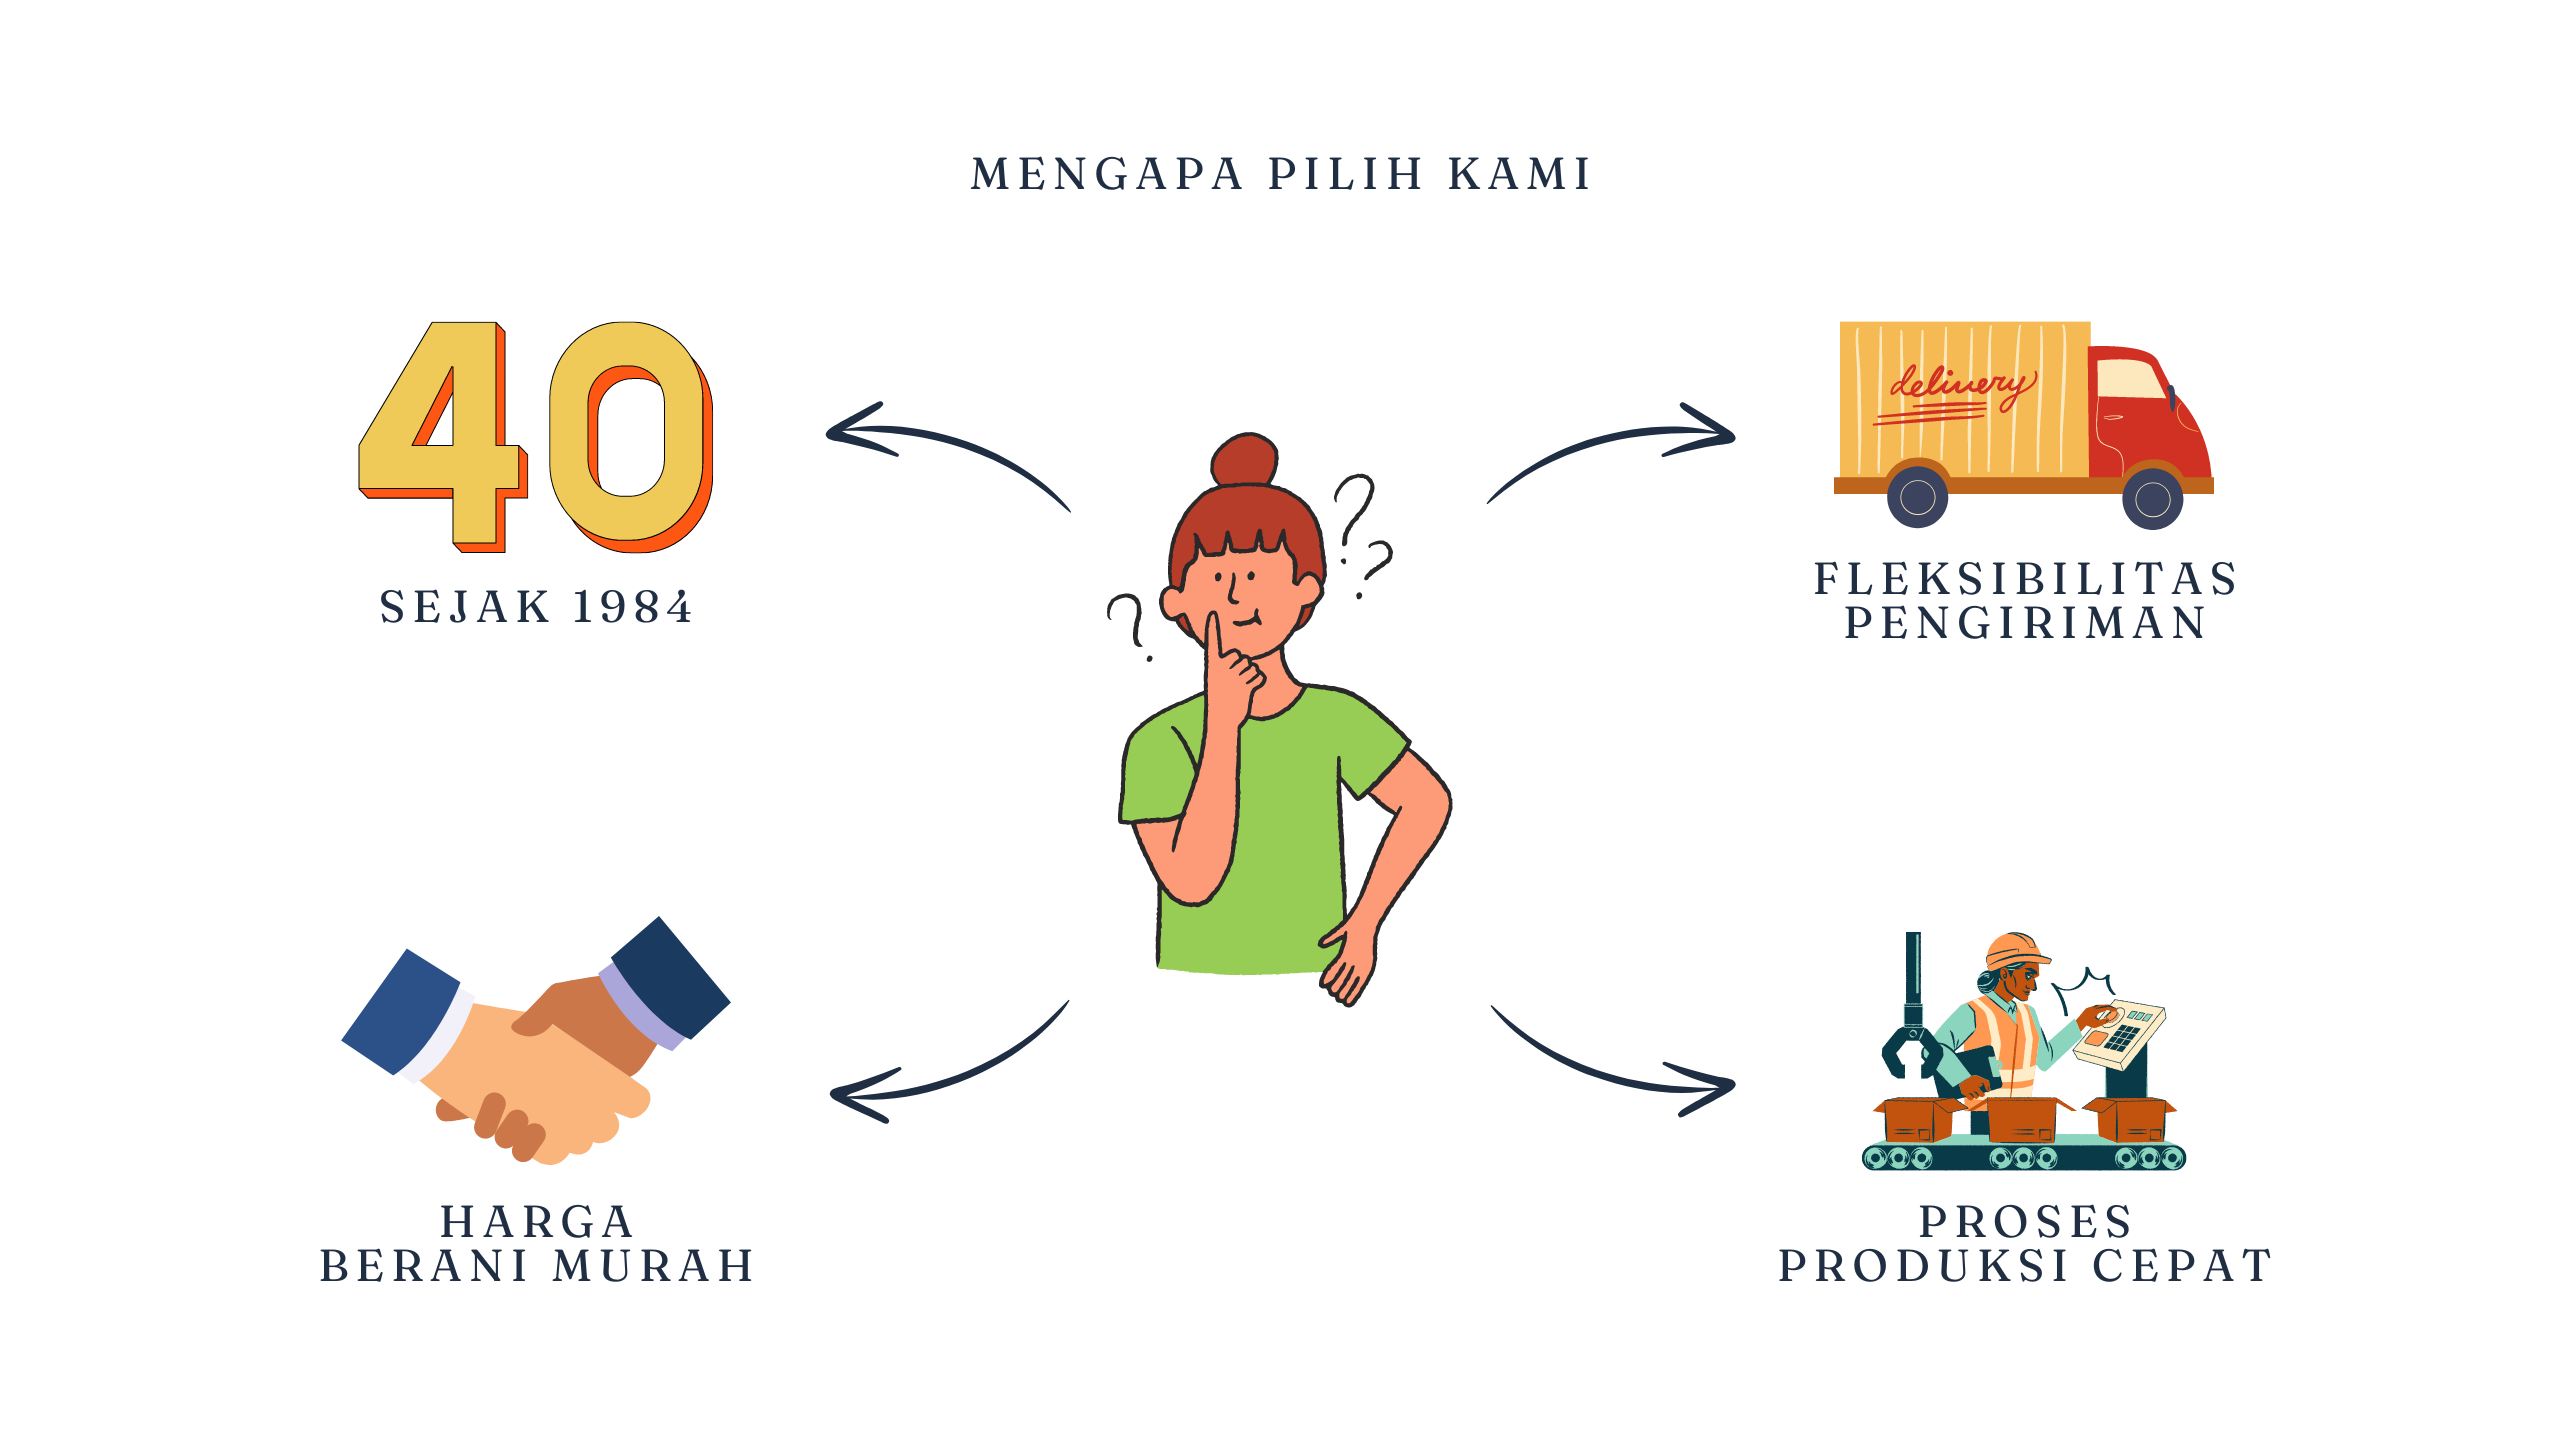 MENGAPA PILIH KAMI
40
SEJAK 1984
delivery
FLEKSIBILITAS
PENGIRIMAN
? ? ?
HARGA
BERANI MURAH
PROSES
PRODUKSI CEPAT